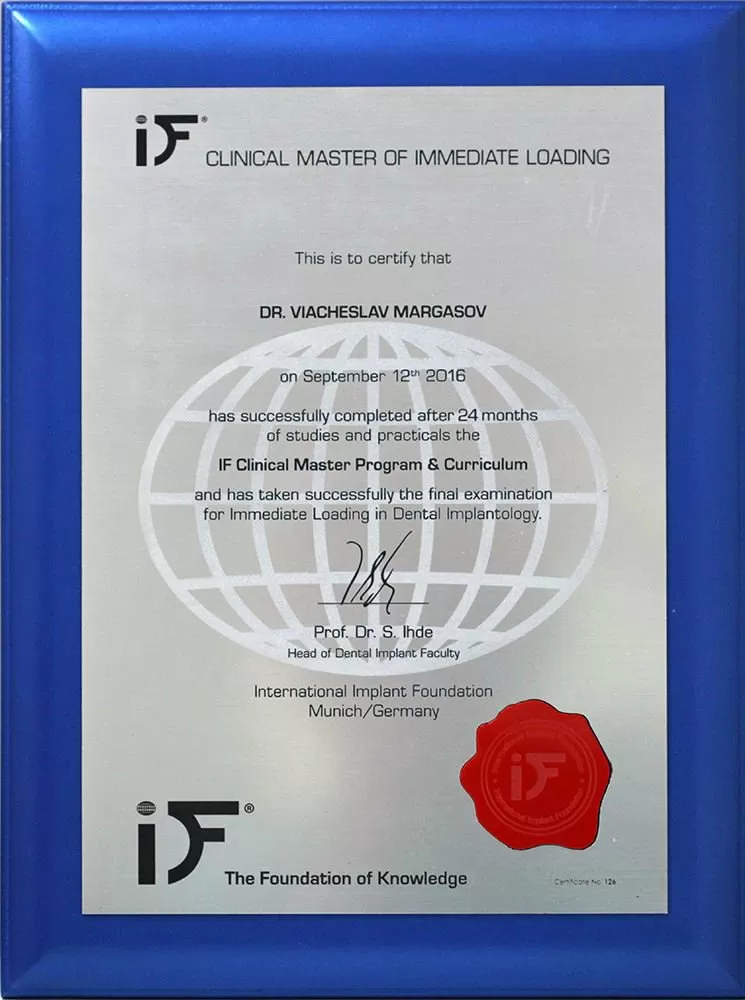 iF® CLINICAL MASTER OF IMMEDIATE LOADING
This is to certify that
DR. VIACHESLAV MARGASOV
on September 12th 2016
has successfully completed after 24 months
of studies and practicals the
IF Clinical Master Program & Curriculum
and has taken successfully the final examination
for Immediate Loading in Dental Implantology.
Prof. Dr. S. Ihde
Head of Dental Implant Faculty
International Implant Foundation
Munich/Germany
iF
International Implant Foundation
iF® The Foundation of Knowledge
Certificate No. 126